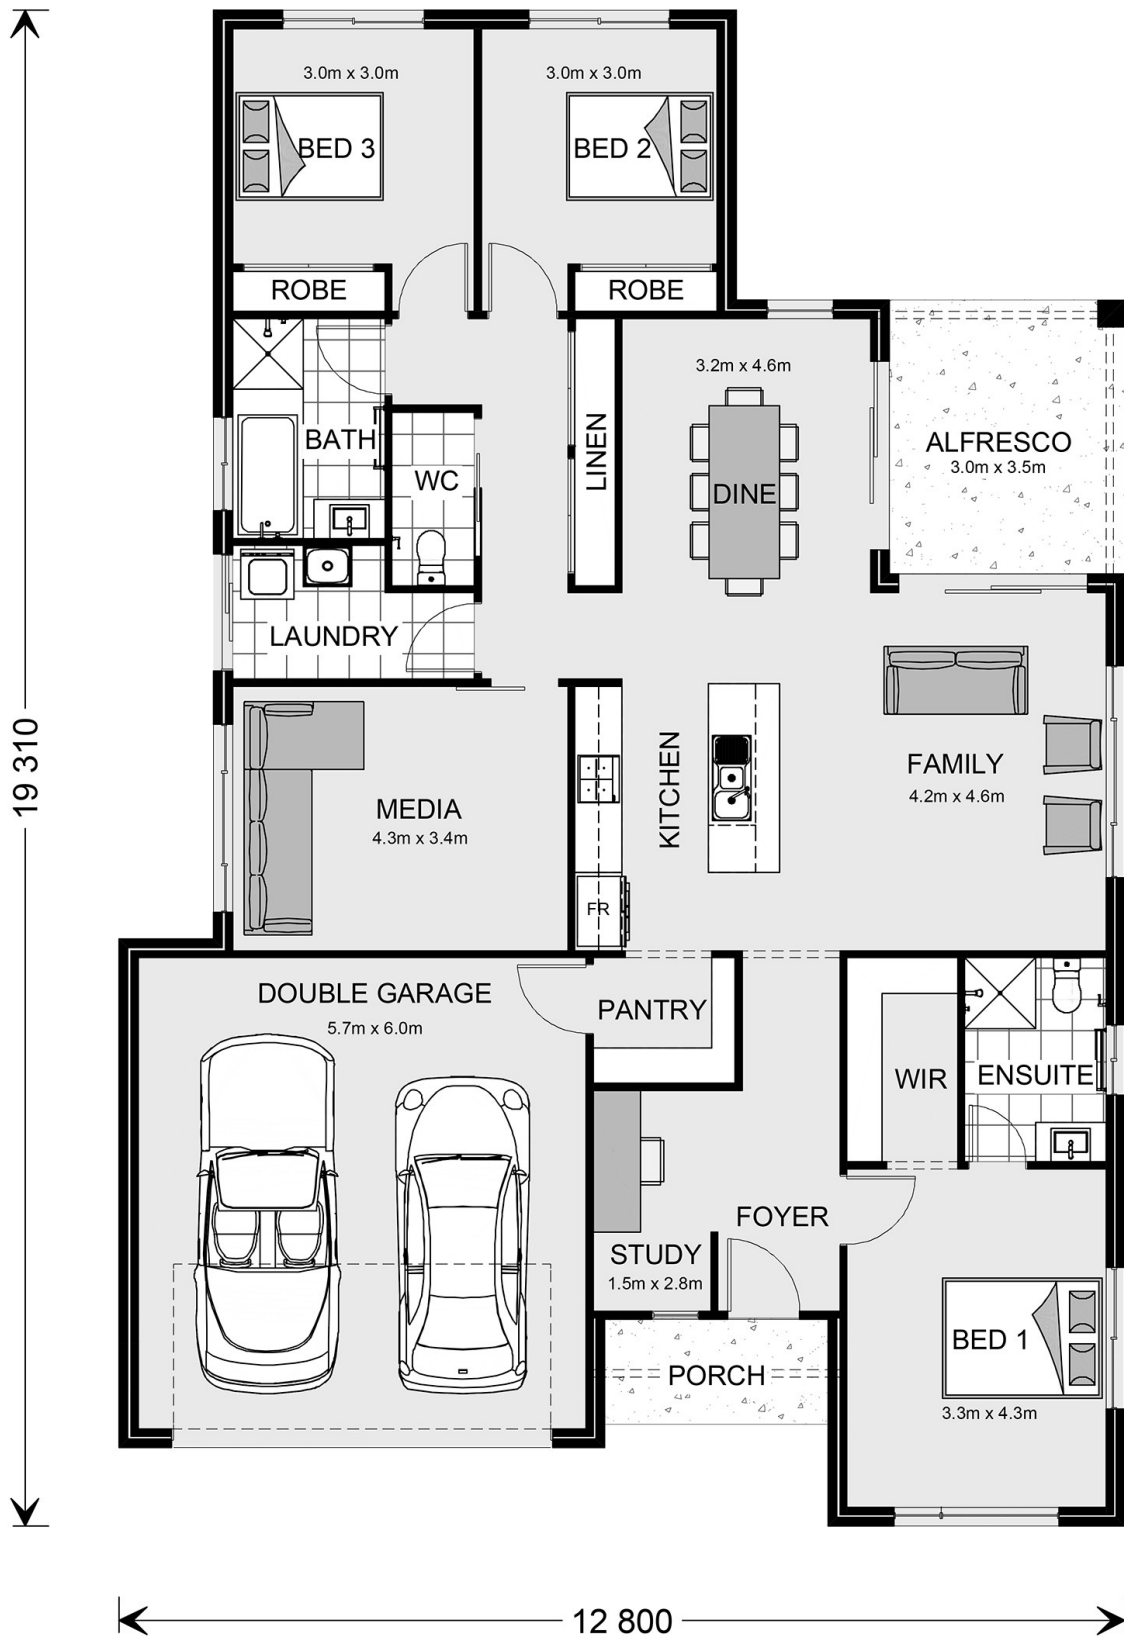 3.0m x 3.0m
BED 3
3.0m x 3.0m
BED 2
ROBE
ROBE
3.2m x 4.6m
BATH
WC
LINEN
DINE
ALFRESCO
3.0m x 3.5m
LAUNDRY
19 310
MEDIA
4.3m x 3.4m
KITCHEN
FAMILY
4.2m x 4.6m
FR
DOUBLE GARAGE
5.7m x 6.0m
PANTRY
WIR
ENSUITE
FOYER
STUDY
1.5m x 2.8m
PORCH
BED 1
3.3m x 4.3m
12 800